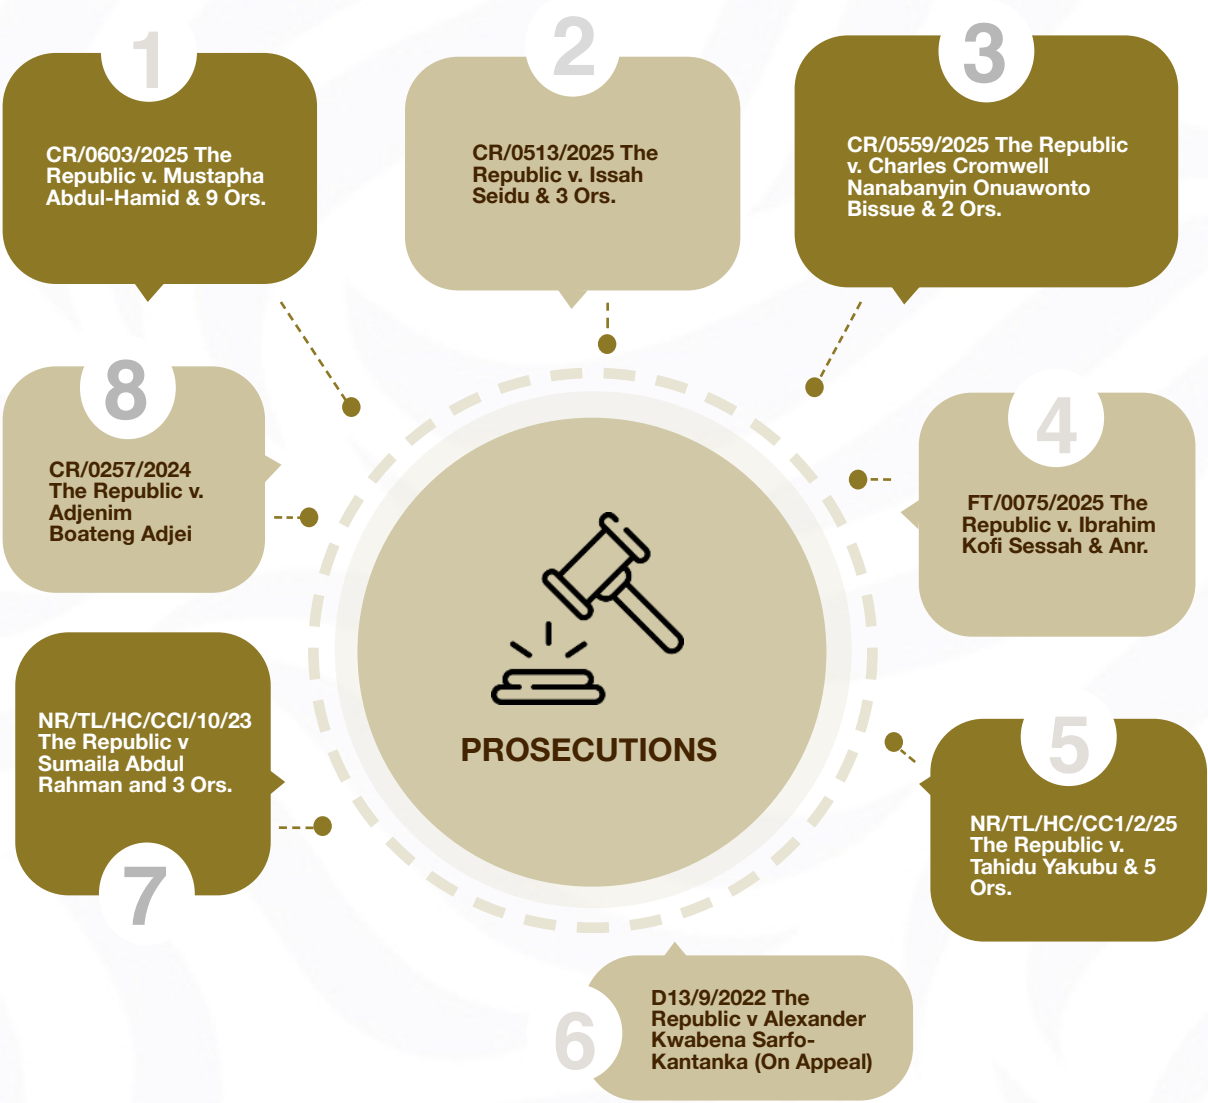 1
CR/0603/2025 The
Republic v. Mustapha
Abdul-Hamid & 9 Ors.
2
CR/0513/2025 The
Republic v. Issah
Seidu & 3 Ors.
3
CR/0559/2025 The Republic
v. Charles Cromwell
Nanabanyin Onuawonto
Bissue & 2 Ors.
4
FT/0075/2025 The
Republic v. Ibrahim
Kofi Sessah & Anr.
5
NR/TL/HC/CC1/2/25
The Republic v.
Tahidu Yakubu & 5
Ors.
6
D13/9/2022 The
Republic v Alexander
Kwabena Sarfo-
Kantanka (On Appeal)
7
NR/TL/HC/CCI/10/23
The Republic v
Sumaila Abdul
Rahman and 3 Ors.
8
CR/0257/2024
The Republic v.
Adjenim
Boateng Adjei
PROSECUTIONS